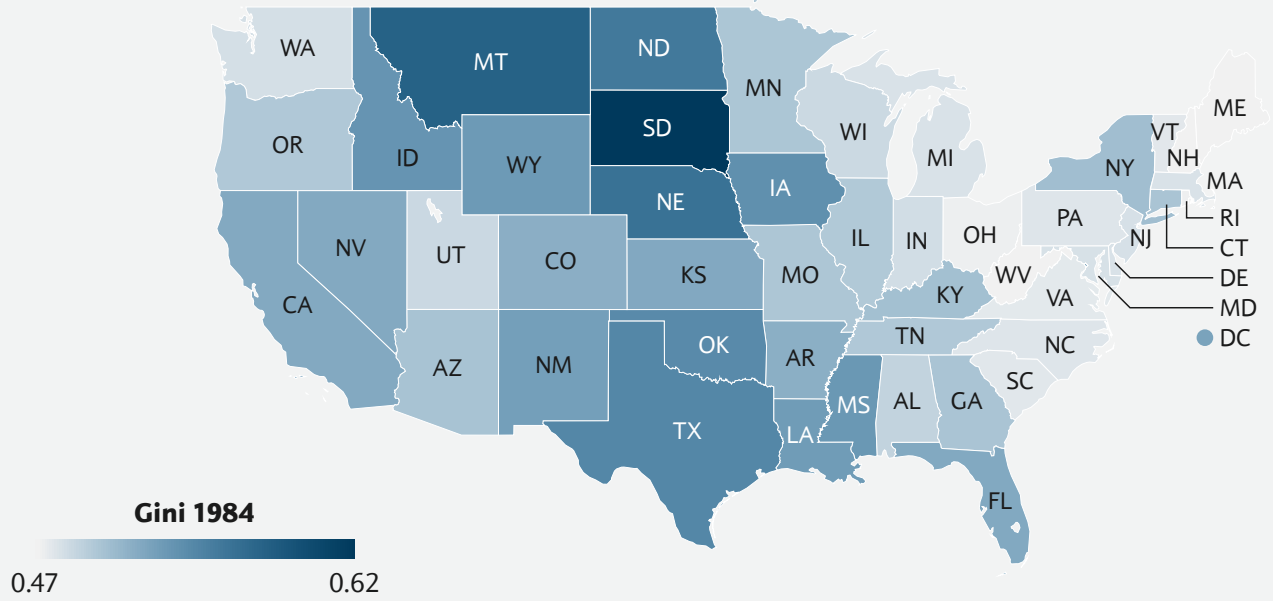 WA
MT
ND
MN
ME
VT
NH
OR
ID
SD
WI
MI
NY
MA
WY
IA
RI
NE
PA
NJ
CT
NV
UT
CO
IL
IN
OH
DE
KS
MO
WV
MD
CA
KY
VA
DC
AZ
NM
OK
AR
TN
NC
SC
TX
LA
MS
AL
GA
FL
Gini 1984
0.47
0.62